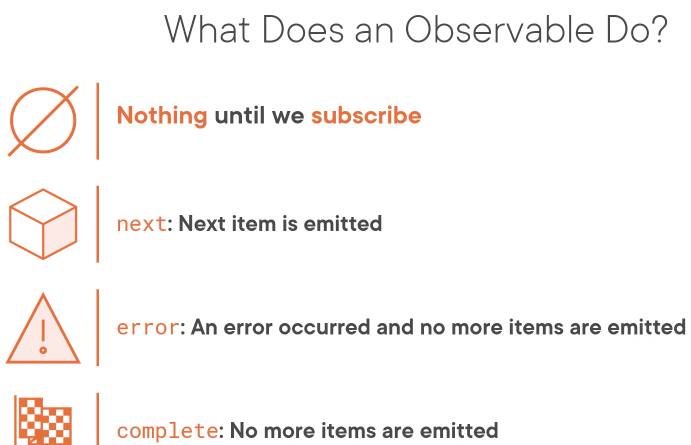 What Does an Observable Do?
Nothing until we subscribe
next: Next item is emitted
error: An error occurred and no more items are emitted
complete: No more items are emitted